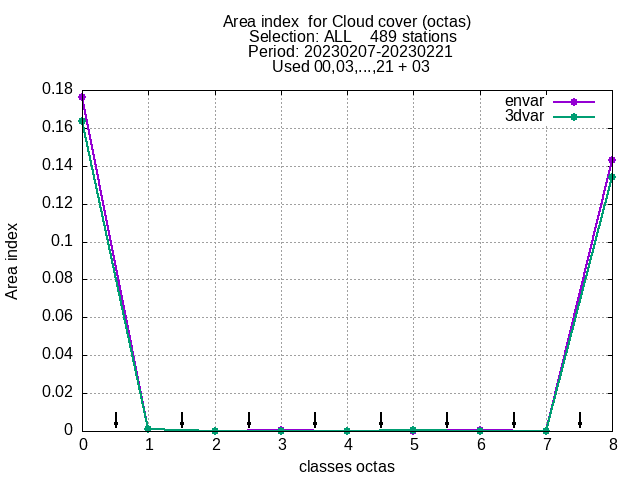 Area index  for Cloud cover (octas)
Selection: ALL    489 stations
Period: 20230207-20230221
Used 00,03,...,21 + 03
envar
3dvar
0.18
0.16
0.14
0.12
0.1
0.08
0.06
0.04
0.02
0
Area index
0 1 2 3 4 5 6 7 8
classes octas